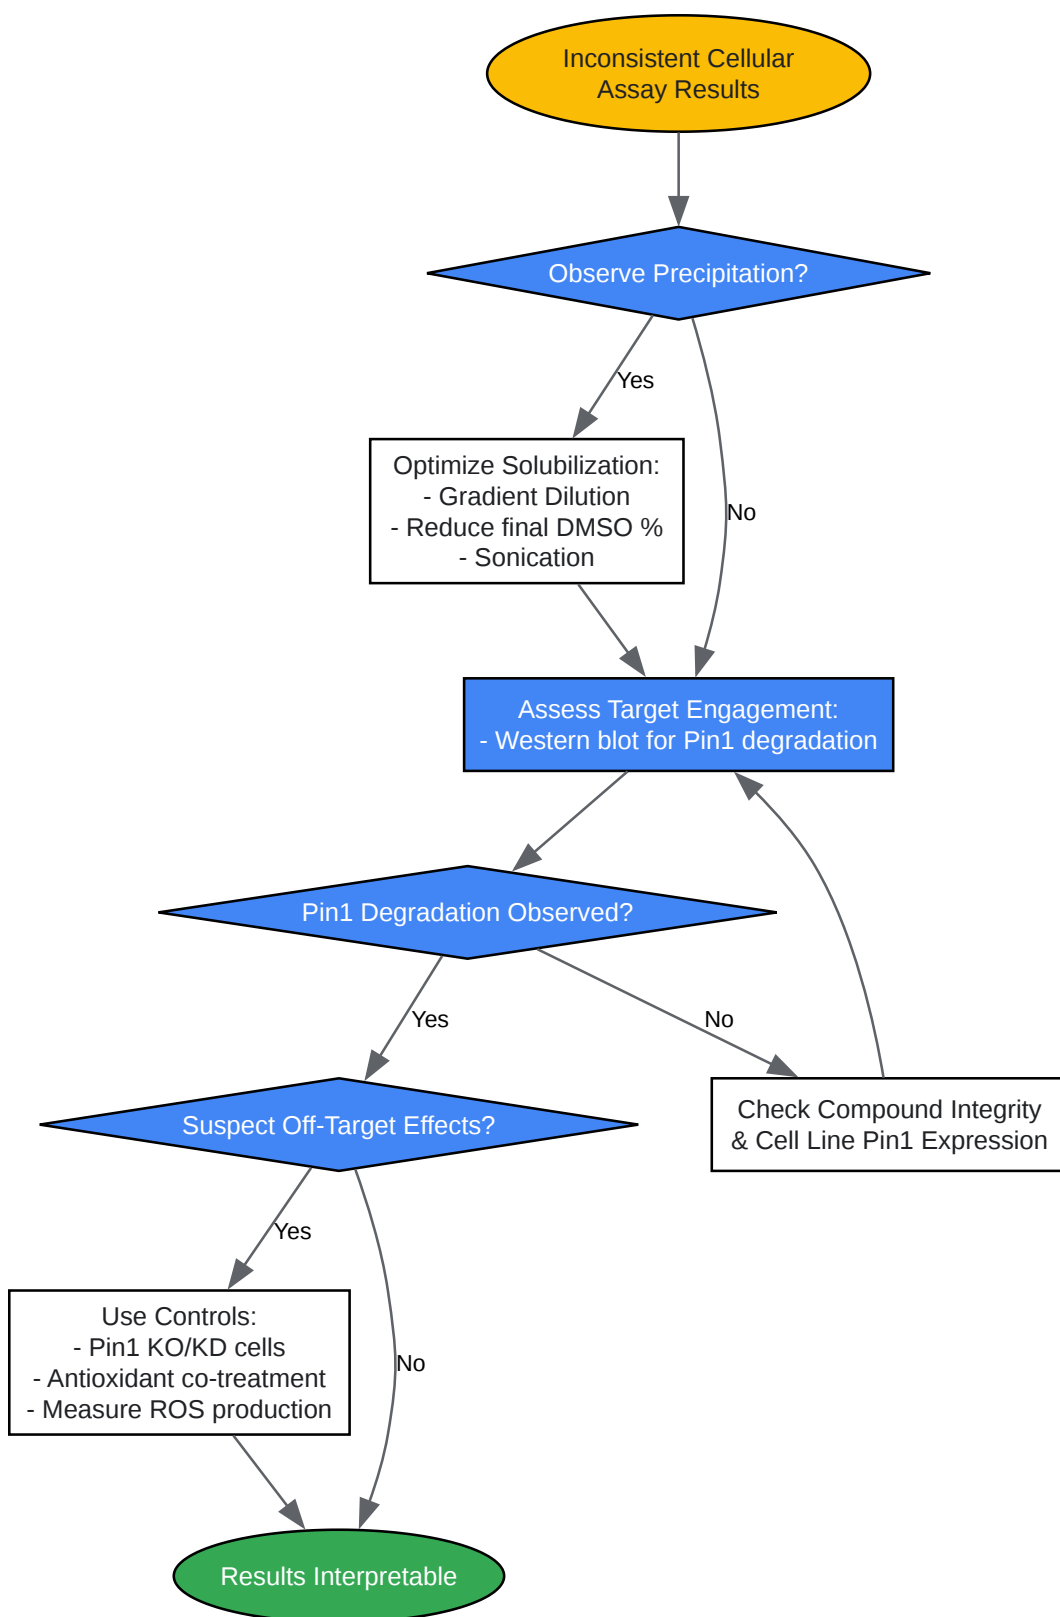 Inconsistent Cellular
Assay Results
Observe Precipitation?
Yes
Optimize Solubilization:
- Gradient Dilution
- Reduce final DMSO %
- Sonication
No
Assess Target Engagement:
- Western blot for Pin1 degradation
Pin1 Degradation Observed?
Yes
No
Suspect Off-Target Effects?
Check Compound Integrity
& Cell Line Pin1 Expression
Yes
Use Controls:
- Pin1 KO/KD cells
- Antioxidant co-treatment
- Measure ROS production
No
Results Interpretable